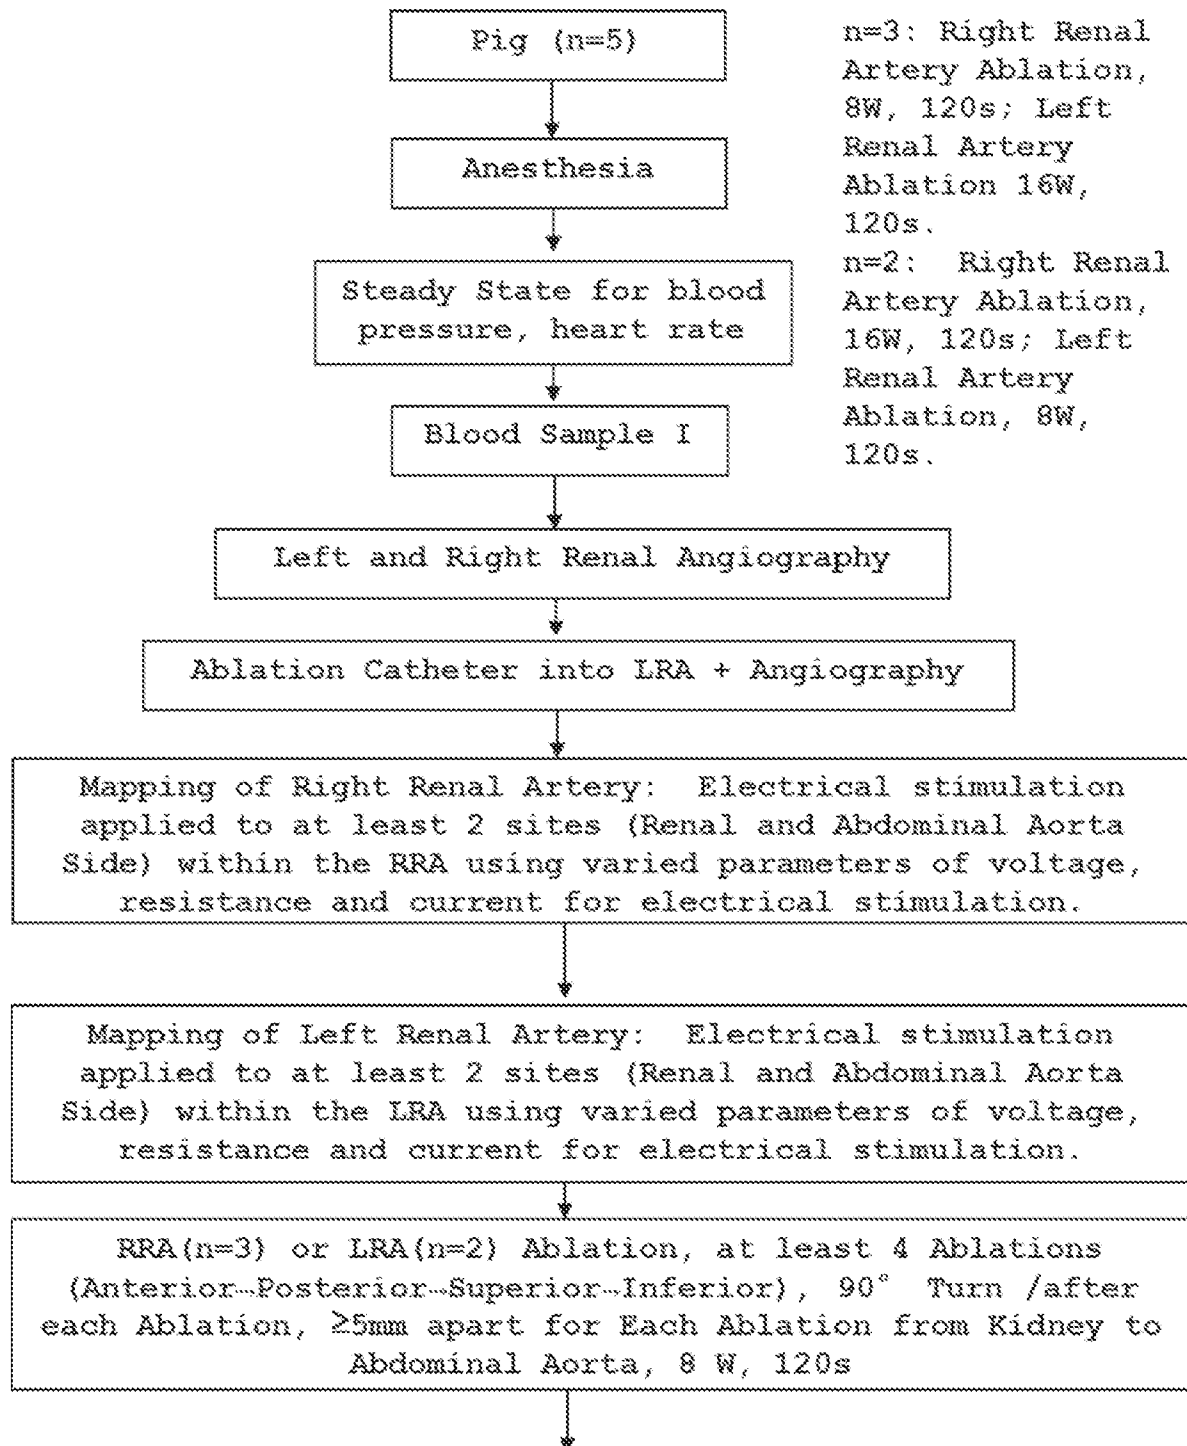 Pig (n=5)
Anesthesia
Steady State for blood
pressure, heart rate
Blood Sample I
n=3: Right Renal
Artery Ablation,
8W, 120s; Left
Renal Artery
Ablation 16W,
120s.
n=2:  Right Renal
Artery Ablation,
16W, 120s; Left
Renal Artery
Ablation, 8W,
120s.
Left and Right Renal Angiography
Ablation Catheter into LRA + Angiography
Mapping of Right Renal Artery:  Electrical stimulation
applied to at least 2 sites (Renal and Abdominal Aorta
Side) within the RRA using varied parameters of voltage,
resistance and current for electrical stimulation.
Mapping of Left Renal Artery:  Electrical stimulation
applied to at least 2 sites (Renal and Abdominal Aorta
Side) within the LRA using varied parameters of voltage,
resistance and current for electrical stimulation.
RRA(n=3) or LRA(n=2) Ablation, at least 4 Ablations
(Anterior→Posterior→Superior→Inferior), 90° Turn /after
each Ablation, ≥5mm apart for Each Ablation from Kidney to
Abdominal Aorta, 8 W, 120s